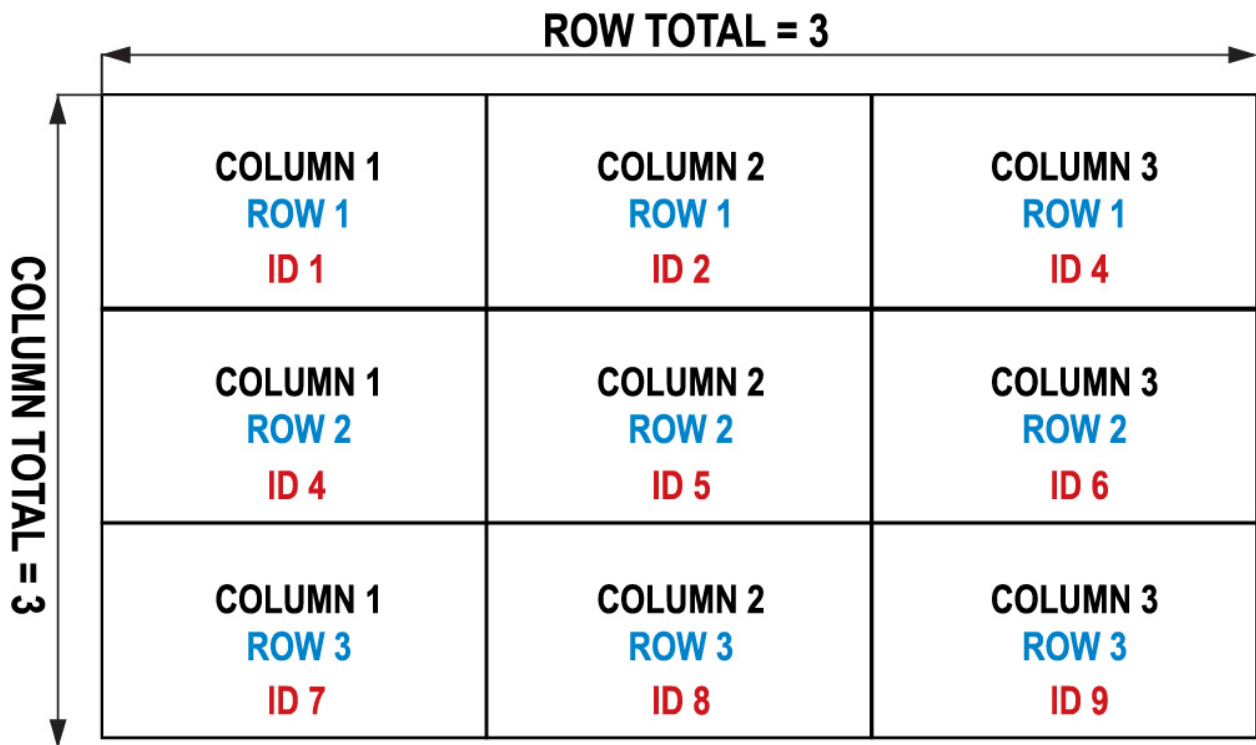 ROW TOTAL = 3
COLUMN TOTAL = 3
COLUMN 1
ROW 1
ID 1
COLUMN 2
ROW 1
ID 2
COLUMN 3
ROW 1
ID 4
COLUMN 1
ROW 2
ID 4
COLUMN 2
ROW 2
ID 5
COLUMN 3
ROW 2
ID 6
COLUMN 1
ROW 3
ID 7
COLUMN 2
ROW 3
ID 8
COLUMN 3
ROW 3
ID 9